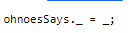 ohnoesSays._ = _;